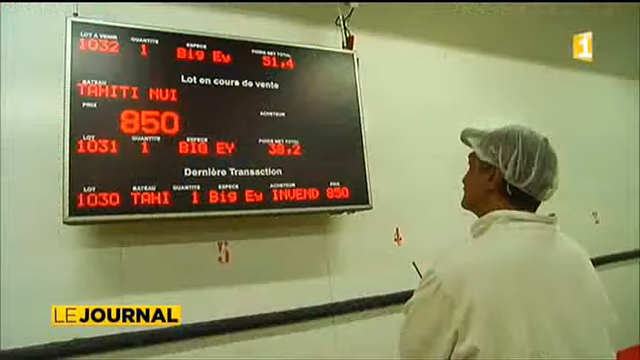 LOT A VENIR QUANTITE ESPECE POIDS NET TOTAL
1032 1 Big Ey 51,4
Lot en cours de vente
BATEAU
TAHITI NUI
PRIX ACHETEUR
850
LOT QUANTITE ESPECE POIDS NET TOTAL
1031 1 BIG EY 38,2
Dernière Transaction
LOT BATEAU QUANTITE ESPECE ACHETEUR PRIX
1030 TAHI 1 Big Ey INVEND 850
1
5
4
LE JOURNAL